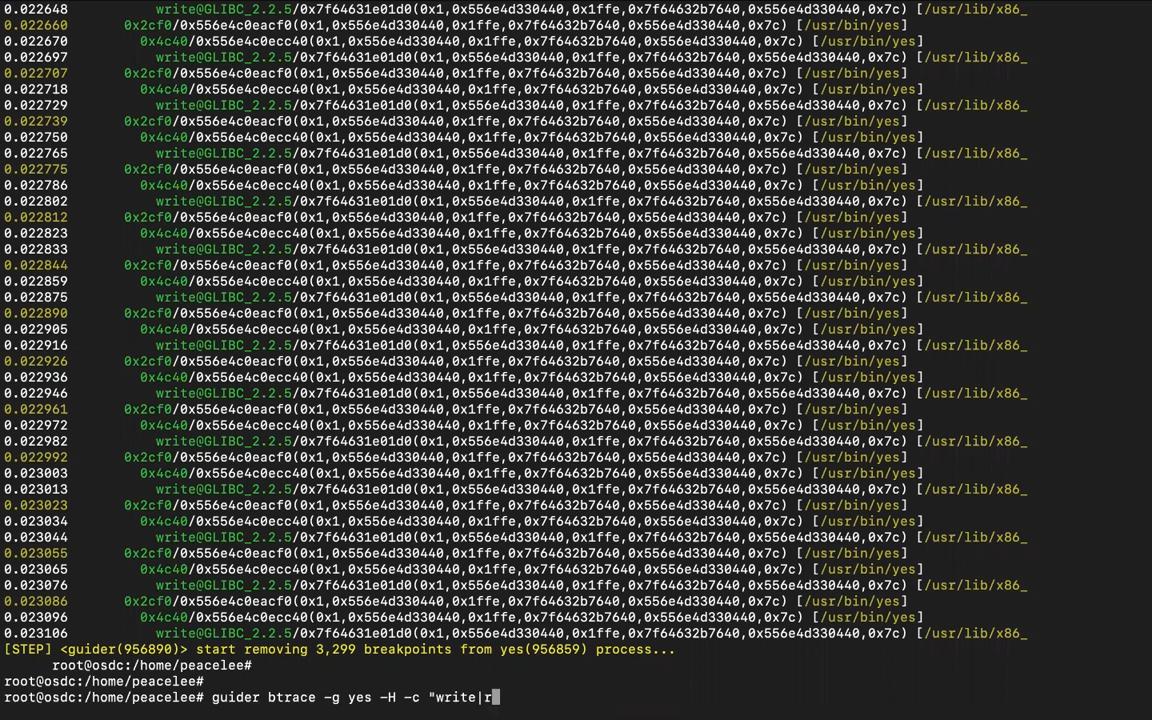 0.022648 write@GLIBC_2.2.5/0x7f64631e01d0(0x1,0x556e4d330440,0x1ffe,0x7f64632b7640,0x556e4d330440,0x7c) [/usr/lib/x86_
0.022660 0x2cf0/0x556e4c0eacf0(0x1,0x556e4d330440,0x1ffe,0x7f64632b7640,0x556e4d330440,0x7c) [/usr/bin/yes]
0.022670 0x4c40/0x556e4c0ecc40(0x1,0x556e4d330440,0x1ffe,0x7f64632b7640,0x556e4d330440,0x7c) [/usr/bin/yes]
0.022697 write@GLIBC_2.2.5/0x7f64631e01d0(0x1,0x556e4d330440,0x1ffe,0x7f64632b7640,0x556e4d330440,0x7c) [/usr/lib/x86_
0.022707 0x2cf0/0x556e4c0eacf0(0x1,0x556e4d330440,0x1ffe,0x7f64632b7640,0x556e4d330440,0x7c) [/usr/bin/yes]
0.022718 0x4c40/0x556e4c0ecc40(0x1,0x556e4d330440,0x1ffe,0x7f64632b7640,0x556e4d330440,0x7c) [/usr/bin/yes]
0.022729 write@GLIBC_2.2.5/0x7f64631e01d0(0x1,0x556e4d330440,0x1ffe,0x7f64632b7640,0x556e4d330440,0x7c) [/usr/lib/x86_
0.022739 0x2cf0/0x556e4c0eacf0(0x1,0x556e4d330440,0x1ffe,0x7f64632b7640,0x556e4d330440,0x7c) [/usr/bin/yes]
0.022750 0x4c40/0x556e4c0ecc40(0x1,0x556e4d330440,0x1ffe,0x7f64632b7640,0x556e4d330440,0x7c) [/usr/bin/yes]
0.022765 write@GLIBC_2.2.5/0x7f64631e01d0(0x1,0x556e4d330440,0x1ffe,0x7f64632b7640,0x556e4d330440,0x7c) [/usr/lib/x86_
0.022775 0x2cf0/0x556e4c0eacf0(0x1,0x556e4d330440,0x1ffe,0x7f64632b7640,0x556e4d330440,0x7c) [/usr/bin/yes]
0.022786 0x4c40/0x556e4c0ecc40(0x1,0x556e4d330440,0x1ffe,0x7f64632b7640,0x556e4d330440,0x7c) [/usr/bin/yes]
0.022802 write@GLIBC_2.2.5/0x7f64631e01d0(0x1,0x556e4d330440,0x1ffe,0x7f64632b7640,0x556e4d330440,0x7c) [/usr/lib/x86_
0.022812 0x2cf0/0x556e4c0eacf0(0x1,0x556e4d330440,0x1ffe,0x7f64632b7640,0x556e4d330440,0x7c) [/usr/bin/yes]
0.022823 0x4c40/0x556e4c0ecc40(0x1,0x556e4d330440,0x1ffe,0x7f64632b7640,0x556e4d330440,0x7c) [/usr/bin/yes]
0.022833 write@GLIBC_2.2.5/0x7f64631e01d0(0x1,0x556e4d330440,0x1ffe,0x7f64632b7640,0x556e4d330440,0x7c) [/usr/lib/x86_
0.022844 0x2cf0/0x556e4c0eacf0(0x1,0x556e4d330440,0x1ffe,0x7f64632b7640,0x556e4d330440,0x7c) [/usr/bin/yes]
0.022859 0x4c40/0x556e4c0ecc40(0x1,0x556e4d330440,0x1ffe,0x7f64632b7640,0x556e4d330440,0x7c) [/usr/bin/yes]
0.022875 write@GLIBC_2.2.5/0x7f64631e01d0(0x1,0x556e4d330440,0x1ffe,0x7f64632b7640,0x556e4d330440,0x7c) [/usr/lib/x86_
0.022890 0x2cf0/0x556e4c0eacf0(0x1,0x556e4d330440,0x1ffe,0x7f64632b7640,0x556e4d330440,0x7c) [/usr/bin/yes]
0.022905 0x4c40/0x556e4c0ecc40(0x1,0x556e4d330440,0x1ffe,0x7f64632b7640,0x556e4d330440,0x7c) [/usr/bin/yes]
0.022916 write@GLIBC_2.2.5/0x7f64631e01d0(0x1,0x556e4d330440,0x1ffe,0x7f64632b7640,0x556e4d330440,0x7c) [/usr/lib/x86_
0.022926 0x2cf0/0x556e4c0eacf0(0x1,0x556e4d330440,0x1ffe,0x7f64632b7640,0x556e4d330440,0x7c) [/usr/bin/yes]
0.022936 0x4c40/0x556e4c0ecc40(0x1,0x556e4d330440,0x1ffe,0x7f64632b7640,0x556e4d330440,0x7c) [/usr/bin/yes]
0.022946 write@GLIBC_2.2.5/0x7f64631e01d0(0x1,0x556e4d330440,0x1ffe,0x7f64632b7640,0x556e4d330440,0x7c) [/usr/lib/x86_
0.022961 0x2cf0/0x556e4c0eacf0(0x1,0x556e4d330440,0x1ffe,0x7f64632b7640,0x556e4d330440,0x7c) [/usr/bin/yes]
0.022972 0x4c40/0x556e4c0ecc40(0x1,0x556e4d330440,0x1ffe,0x7f64632b7640,0x556e4d330440,0x7c) [/usr/bin/yes]
0.022982 write@GLIBC_2.2.5/0x7f64631e01d0(0x1,0x556e4d330440,0x1ffe,0x7f64632b7640,0x556e4d330440,0x7c) [/usr/lib/x86_
0.022992 0x2cf0/0x556e4c0eacf0(0x1,0x556e4d330440,0x1ffe,0x7f64632b7640,0x556e4d330440,0x7c) [/usr/bin/yes]
0.023003 0x4c40/0x556e4c0ecc40(0x1,0x556e4d330440,0x1ffe,0x7f64632b7640,0x556e4d330440,0x7c) [/usr/bin/yes]
0.023013 write@GLIBC_2.2.5/0x7f64631e01d0(0x1,0x556e4d330440,0x1ffe,0x7f64632b7640,0x556e4d330440,0x7c) [/usr/lib/x86_
0.023023 0x2cf0/0x556e4c0eacf0(0x1,0x556e4d330440,0x1ffe,0x7f64632b7640,0x556e4d330440,0x7c) [/usr/bin/yes]
0.023034 0x4c40/0x556e4c0ecc40(0x1,0x556e4d330440,0x1ffe,0x7f64632b7640,0x556e4d330440,0x7c) [/usr/bin/yes]
0.023044 write@GLIBC_2.2.5/0x7f64631e01d0(0x1,0x556e4d330440,0x1ffe,0x7f64632b7640,0x556e4d330440,0x7c) [/usr/lib/x86_
0.023055 0x2cf0/0x556e4c0eacf0(0x1,0x556e4d330440,0x1ffe,0x7f64632b7640,0x556e4d330440,0x7c) [/usr/bin/yes]
0.023065 0x4c40/0x556e4c0ecc40(0x1,0x556e4d330440,0x1ffe,0x7f64632b7640,0x556e4d330440,0x7c) [/usr/bin/yes]
0.023076 write@GLIBC_2.2.5/0x7f64631e01d0(0x1,0x556e4d330440,0x1ffe,0x7f64632b7640,0x556e4d330440,0x7c) [/usr/lib/x86_
0.023086 0x2cf0/0x556e4c0eacf0(0x1,0x556e4d330440,0x1ffe,0x7f64632b7640,0x556e4d330440,0x7c) [/usr/bin/yes]
0.023096 0x4c40/0x556e4c0ecc40(0x1,0x556e4d330440,0x1ffe,0x7f64632b7640,0x556e4d330440,0x7c) [/usr/bin/yes]
0.023106 write@GLIBC_2.2.5/0x7f64631e01d0(0x1,0x556e4d330440,0x1ffe,0x7f64632b7640,0x556e4d330440,0x7c) [/usr/lib/x86_
[STEP] <guider(956890)> start removing 3,299 breakpoints from yes(956859) process...
root@osdc:/home/peacelee#
root@osdc:/home/peacelee#
root@osdc:/home/peacelee# guider btrace -g yes -H -c "write|r